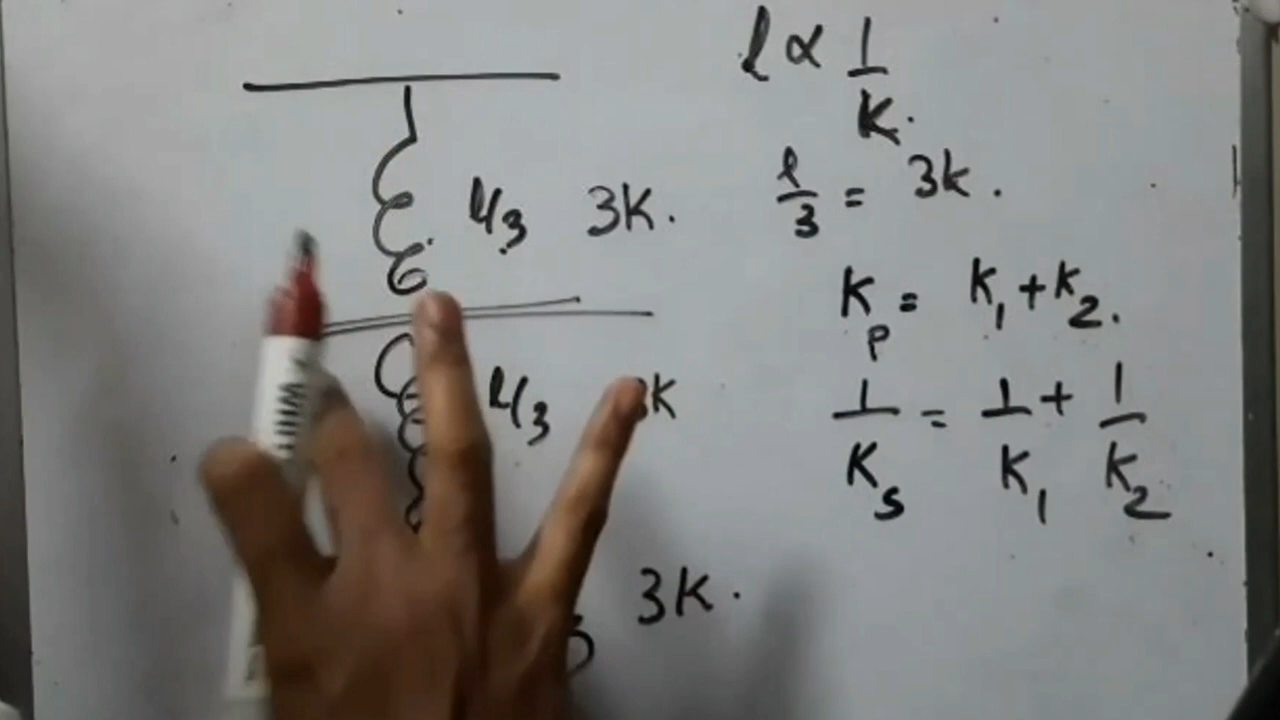 l ∝ 1/K.
l/3 3K.
l/3 = 3k.
Kp = K1 + K2.
l/3 K
1/Ks = 1/K1 + 1/K2
3K.